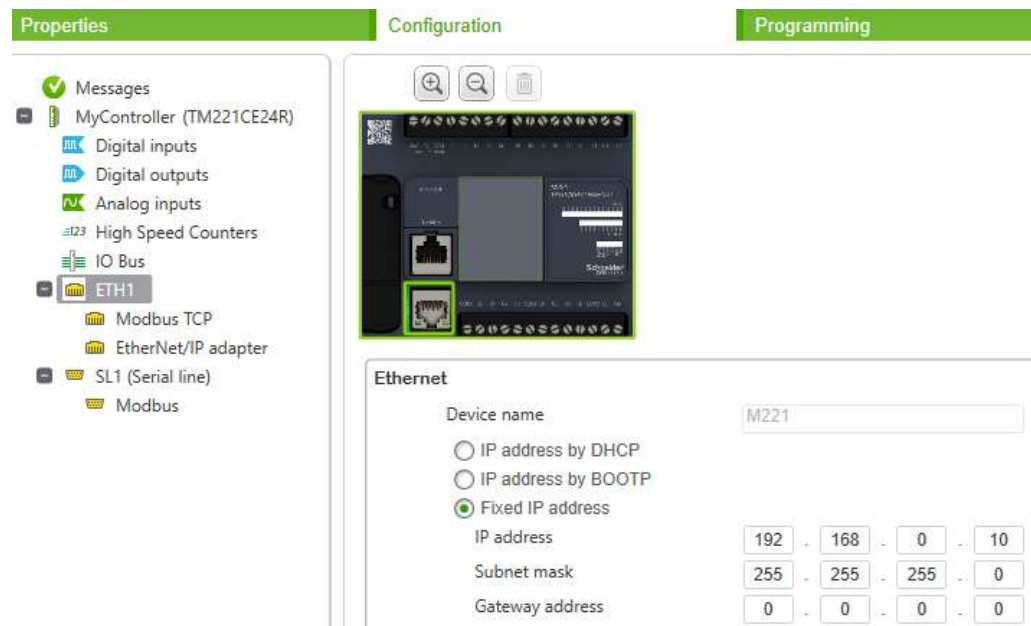 Properties
Configuration
Programming
Messages
MyController (TM221CE24R)
Digital inputs
Digital outputs
Analog inputs
High Speed Counters
IO Bus
ETH1
Modbus TCP
EtherNet/IP adapter
SL1 (Serial line)
Modbus
Schneider
Ethernet
Device name M221
IP address by DHCP
IP address by BOOTP
Fixed IP address
IP address 192 . 168 . 0 . 10
Subnet mask 255 . 255 . 255 . 0
Gateway address 0 . 0 . 0 . 0